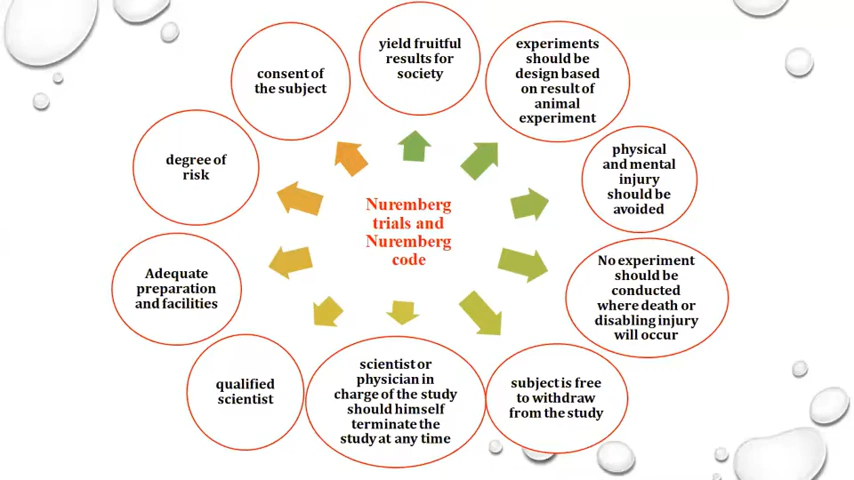 Nuremberg
trials and
Nuremberg
code
yield fruitful
results for
society
experiments
should be
design based
on result of
animal
experiment
physical
and mental
injury
should be
avoided
No experiment
should be
conducted
where death or
disabling injury
will occur
subject is free
to withdraw
from the study
scientist or
physician in
charge of the study
should himself
terminate the
study at any time
qualified
scientist
Adequate
preparation
and facilities
degree of
risk
consent of
the subject